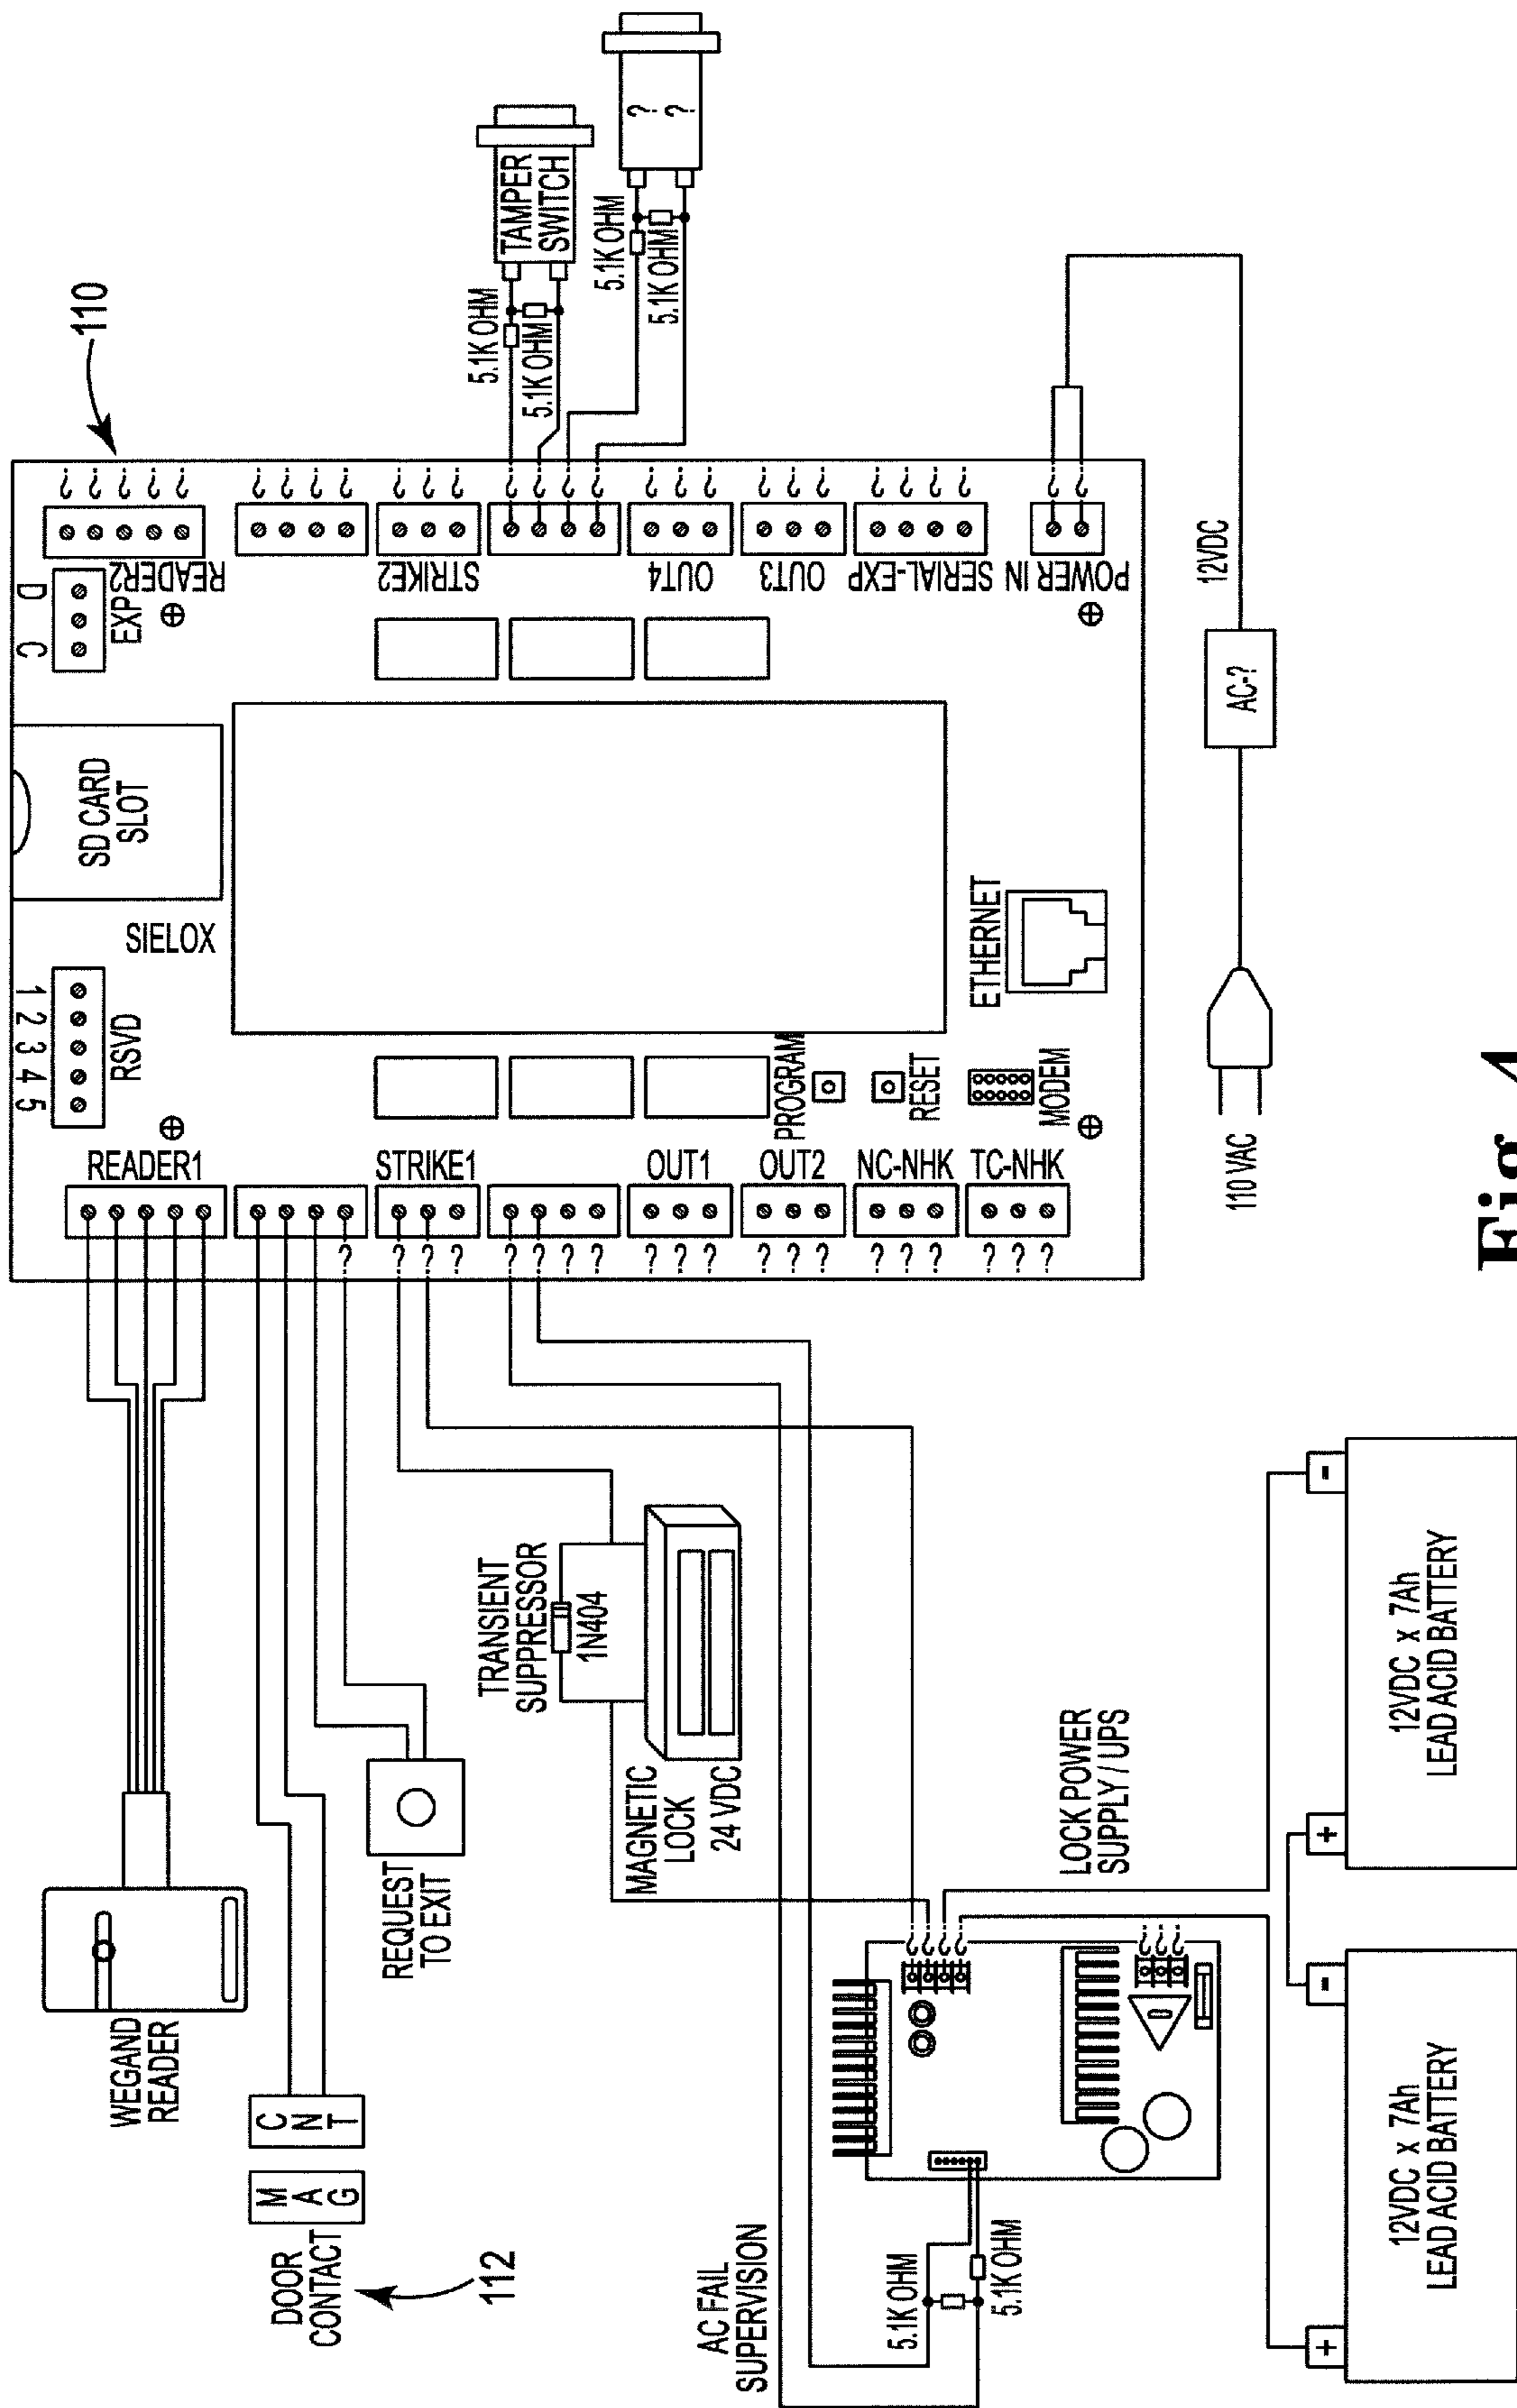 110
TAMPER
SWITCH
5.1K OHM
5.1K OHM
? ?
5.1K OHM
5.1K OHM
? ? ? ? ?
READER2
D C
EXP
SD CARD
SLOT
SIELOX
1 2 3 4 5
RSVD
READER1
? ? ? ?
? ? ?
STRIKE2
? ? ? ?
? ? ?
OUT4
? ? ?
OUT3
? ? ? ?
SERIAL-EXP
? ?
POWER IN
12VDC
AC-?
110 VAC
ETHERNET
PROGRAM
RESET
MODEM
?
STRIKE1
? ? ?
? ? ? ?
OUT1
? ? ?
OUT2
? ? ?
NC-NHK
? ? ?
TC-NHK
? ? ?
WEGAND
READER
CNT
MAG
DOOR
CONTACT
112
REQUEST
TO EXIT
TRANSIENT
SUPPRESSOR
1N404
MAGNETIC
LOCK
24 VDC
LOCK POWER
SUPPLY / UPS
? ? ? ?
? ? ?
AC FAIL
SUPERVISION
5.1K OHM
5.1K OHM
+ -
12VDC x 7Ah
LEAD ACID BATTERY
+ -
12VDC x 7Ah
LEAD ACID BATTERY
Fig. 4